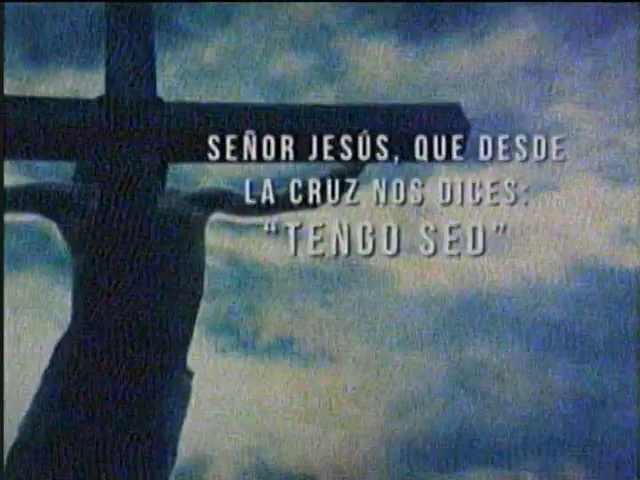 SEÑOR JESÚS, QUE DESDE
LA CRUZ NOS DICES:
“TENGO SED”